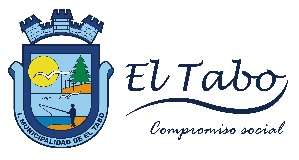 El Tabo
Compromiso social
I. MUNICIPALIDAD DE EL TABO